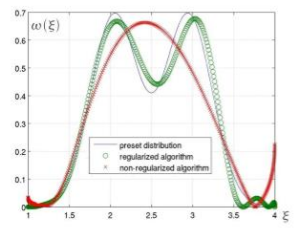 0.7
ω(ξ)
0.6
0.5
0.4
0.3
0.2
0.1
0
preset distribution
regularized algorithm
non-regularized algorithm
1 1.5 2 2.5 3 3.5 ξ 4